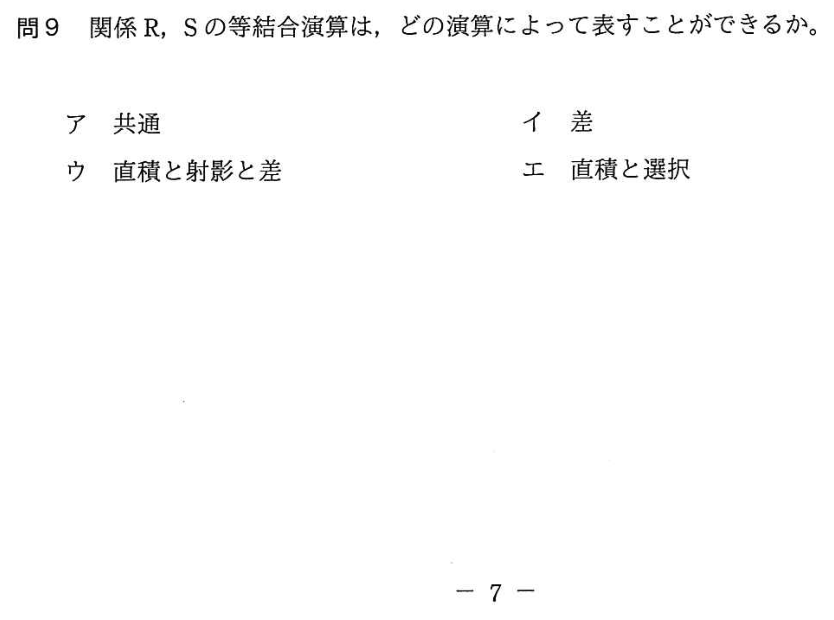 問9　関係 R，S の等結合演算は，どの演算によって表すことができるか。
ア　共通　イ　差
ウ　直積と射影と差　エ　直積と選択
－ 7 －